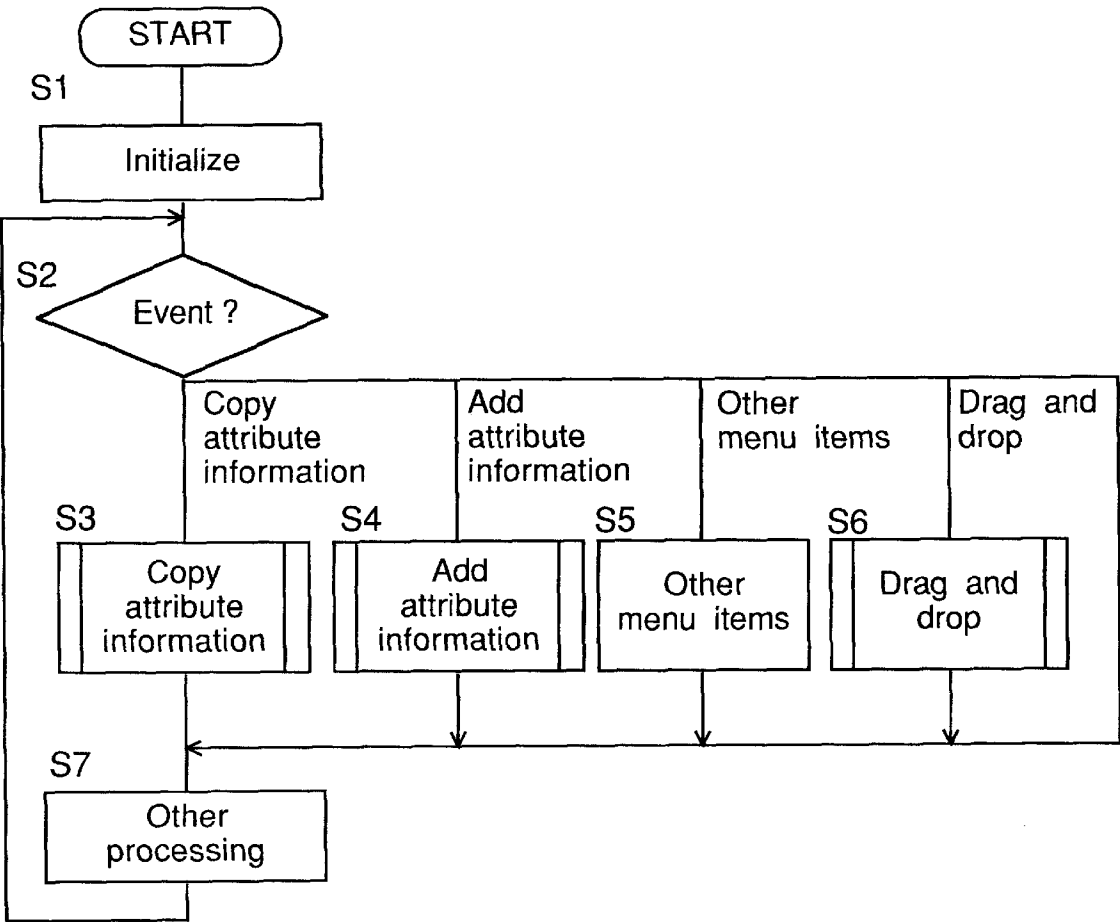 START
S1
Initialize
S2
Event ?
Copy
attribute
information
Add
attribute
information
Other
menu items
Drag and
drop
S3
Copy
attribute
information
S4
Add
attribute
information
S5
Other
menu items
S6
Drag and
drop
S7
Other
processing